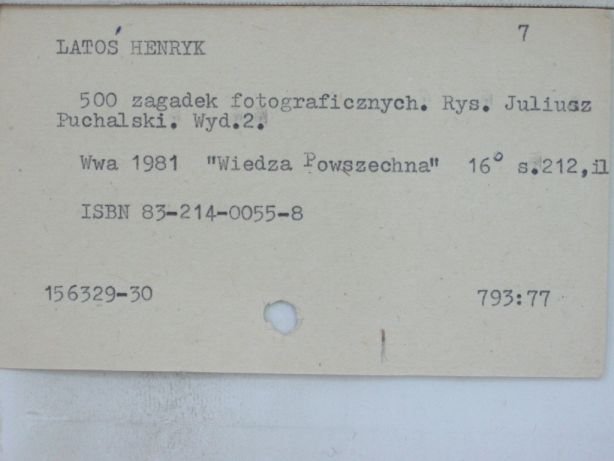 7
LATOŚ HENRYK
500 zagadek fotograficznych. Rys. Juliusz
Puchalski. Wyd.2.
Wwa 1981 "Wiedza Powszechna" 16° s.212,il
ISBN 83-214-0055-8
156329-30 793:77